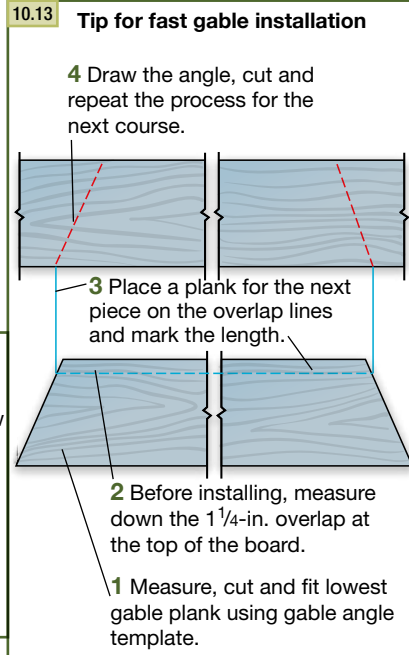 10.13 Tip for fast gable installation
4 Draw the angle, cut and
repeat the process for the
next course.
3 Place a plank for the next
piece on the overlap lines
and mark the length.
2 Before installing, measure
down the 1 1/4-in. overlap at
the top of the board.
1 Measure, cut and fit lowest
gable plank using gable angle
template.